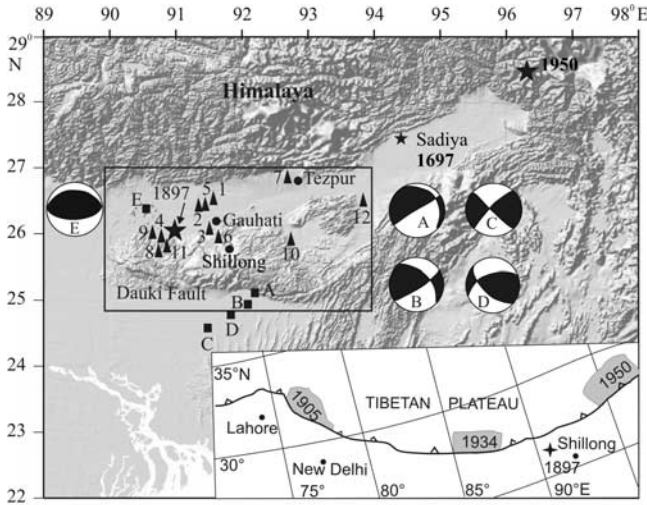 89 90 91 92 93 94 95 96 97 98° E
29°
N
1950
28
Himalaya
Sadiya
1697
27
7
Tezpur
1897
5 1
E
E
2
Gauhati
12
A
C
26
9 4
3 6
8 11
Shillong
10
Dauki Fault
A
B
25
D
B
D
C
24
35°N
1905
TIBETAN PLATEAU
1950
23
Lahore
1934
Shillong
30°
New Delhi
1897
75° 80° 85° 90°E
22